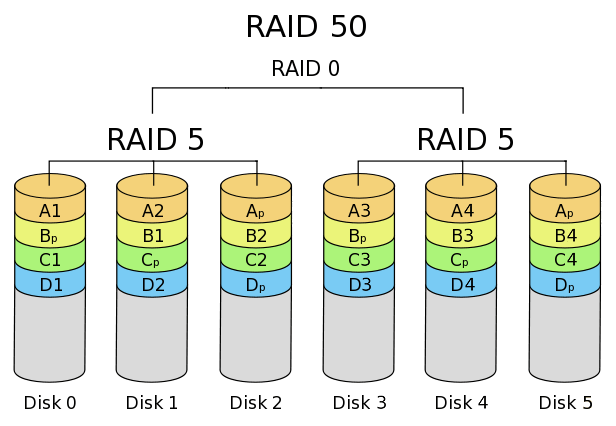 RAID 50
RAID 0
RAID 5 RAID 5
A1 A2 Ap A3 A4 Ap
Bp B1 B2 Bp B3 B4
C1 Cp C2 C3 Cp C4
D1 D2 Dp D3 D4 Dp
Disk 0 Disk 1 Disk 2 Disk 3 Disk 4 Disk 5